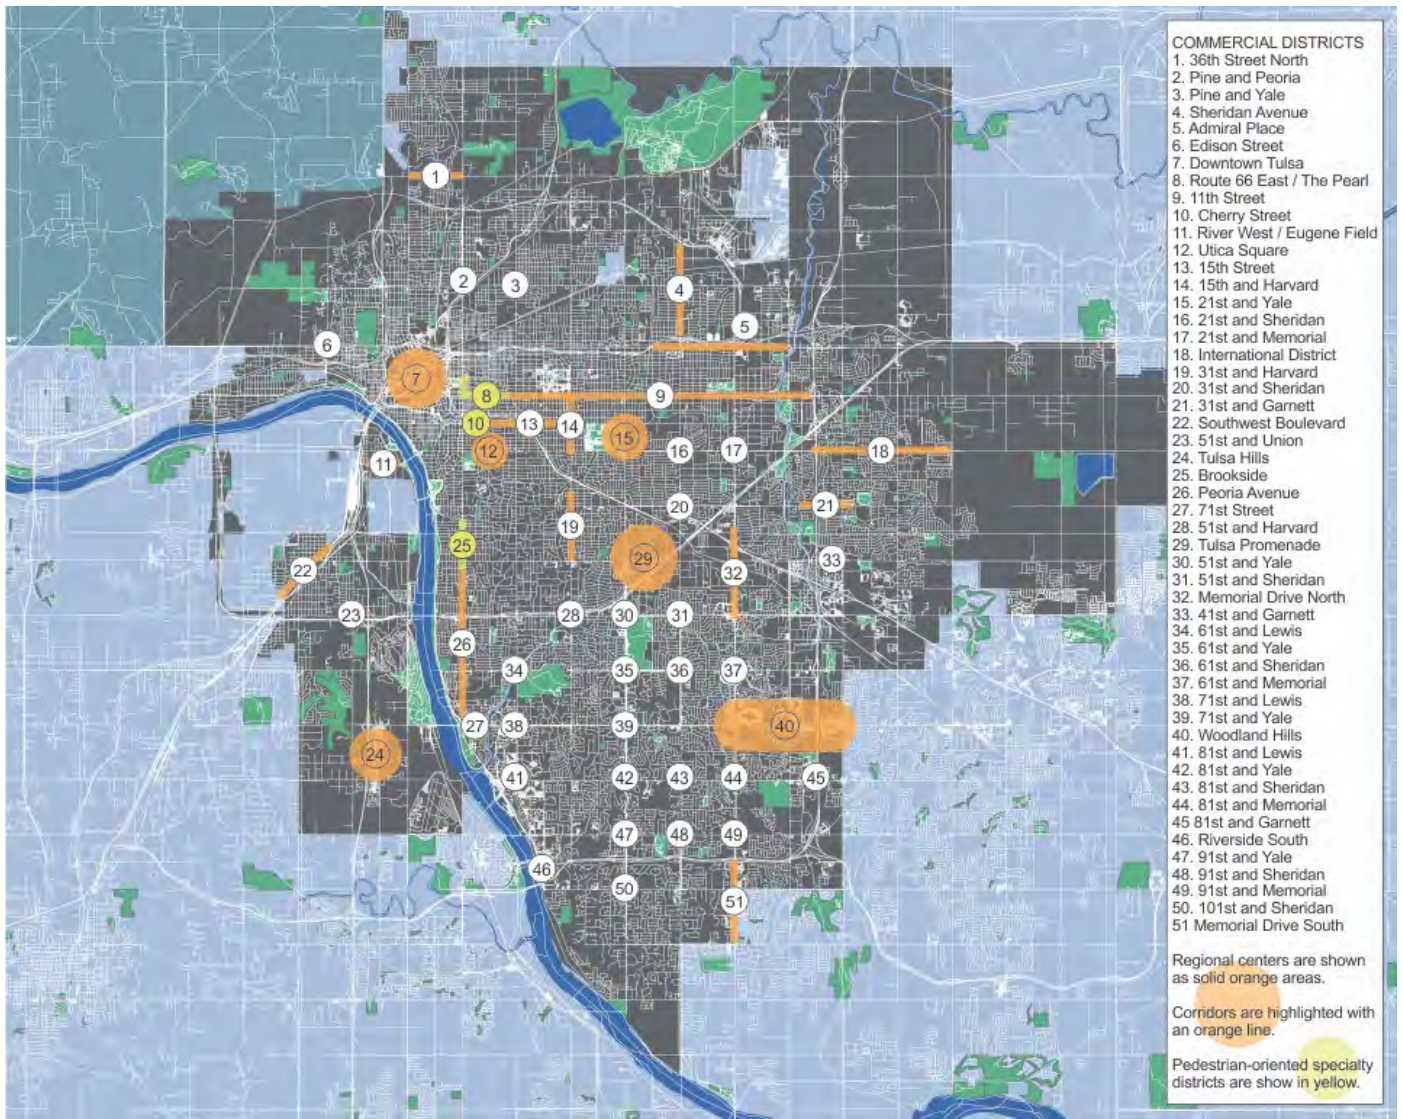 COMMERCIAL DISTRICTS
1. 36th Street North
2. Pine and Peoria
3. Pine and Yale
4. Sheridan Avenue
5. Admiral Place
6. Edison Street
7. Downtown Tulsa
8. Route 66 East / The Pearl
9. 11th Street
10. Cherry Street
11. River West / Eugene Field
12. Utica Square
13. 15th Street
14. 15th and Harvard
15. 21st and Yale
16. 21st and Sheridan
17. 21st and Memorial
18. International District
19. 31st and Harvard
20. 31st and Sheridan
21. 31st and Garnett
22. Southwest Boulevard
23. 51st and Union
24. Tulsa Hills
25. Brookside
26. Peoria Avenue
27. 71st Street
28. 51st and Harvard
29. Tulsa Promenade
30. 51st and Yale
31. 51st and Sheridan
32. Memorial Drive North
33. 41st and Garnett
34. 61st and Lewis
35. 61st and Yale
36. 61st and Sheridan
37. 61st and Memorial
38. 71st and Lewis
39. 71st and Yale
40. Woodland Hills
41. 81st and Lewis
42. 81st and Yale
43. 81st and Sheridan
44. 81st and Memorial
45 81st and Garnett
46. Riverside South
47. 91st and Yale
48. 91st and Sheridan
49. 91st and Memorial
50. 101st and Sheridan
51 Memorial Drive South
Regional centers are shown
as solid orange areas.
Corridors are highlighted with
an orange line.
Pedestrian-oriented specialty
districts are show in yellow.
1
2
3
4
5
6
7
8
9
10
13
14
15
12
16
17
18
11
20
21
19
25
29
22
32
33
23
28
30
31
26
34
35
36
37
27
38
39
40
24
41
42
43
44
45
47
48
49
46
50
51